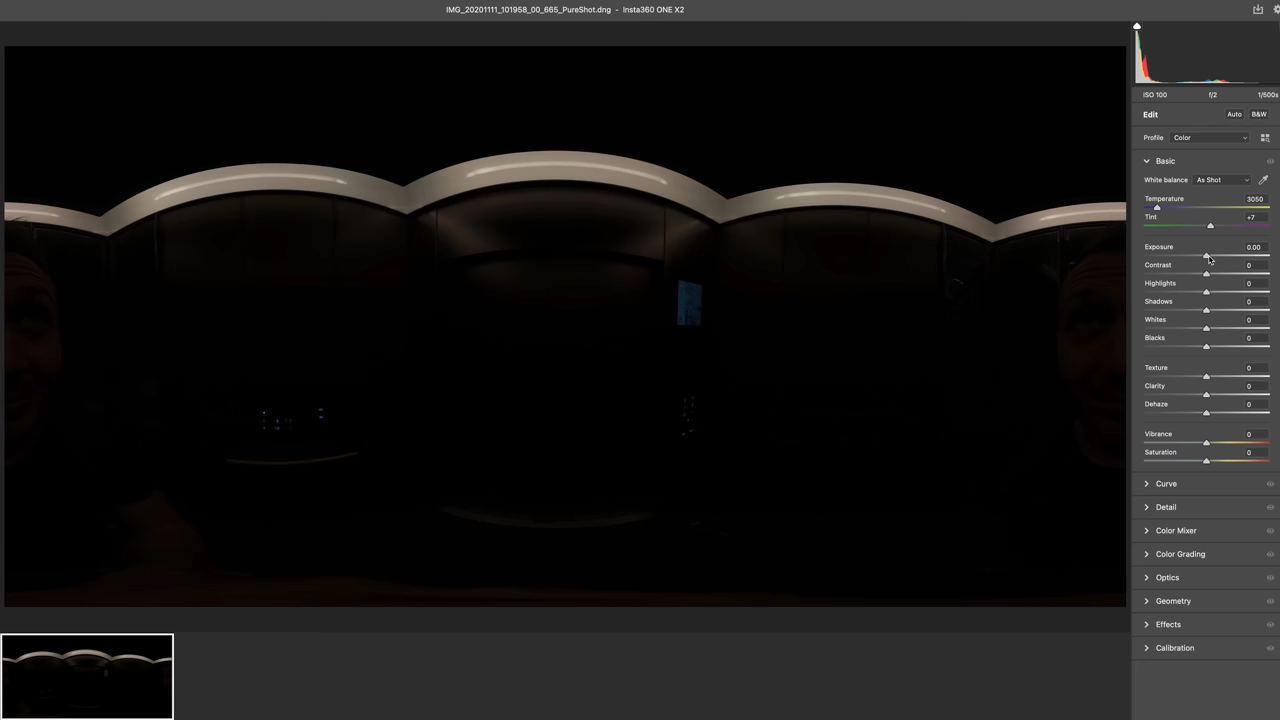 IMG_20201111_101958_00_665_PureShot.dng - Insta360 ONE X2
ISO 100 f/2 1/500s
Edit Auto B&W
Profile Color
Basic
White balance As Shot
Temperature 3050
Tint +7
Exposure 0.00
Contrast 0
Highlights 0
Shadows 0
Whites 0
Blacks 0
Texture 0
Clarity 0
Dehaze 0
Vibrance 0
Saturation 0
Curve
Detail
Color Mixer
Color Grading
Optics
Geometry
Effects
Calibration